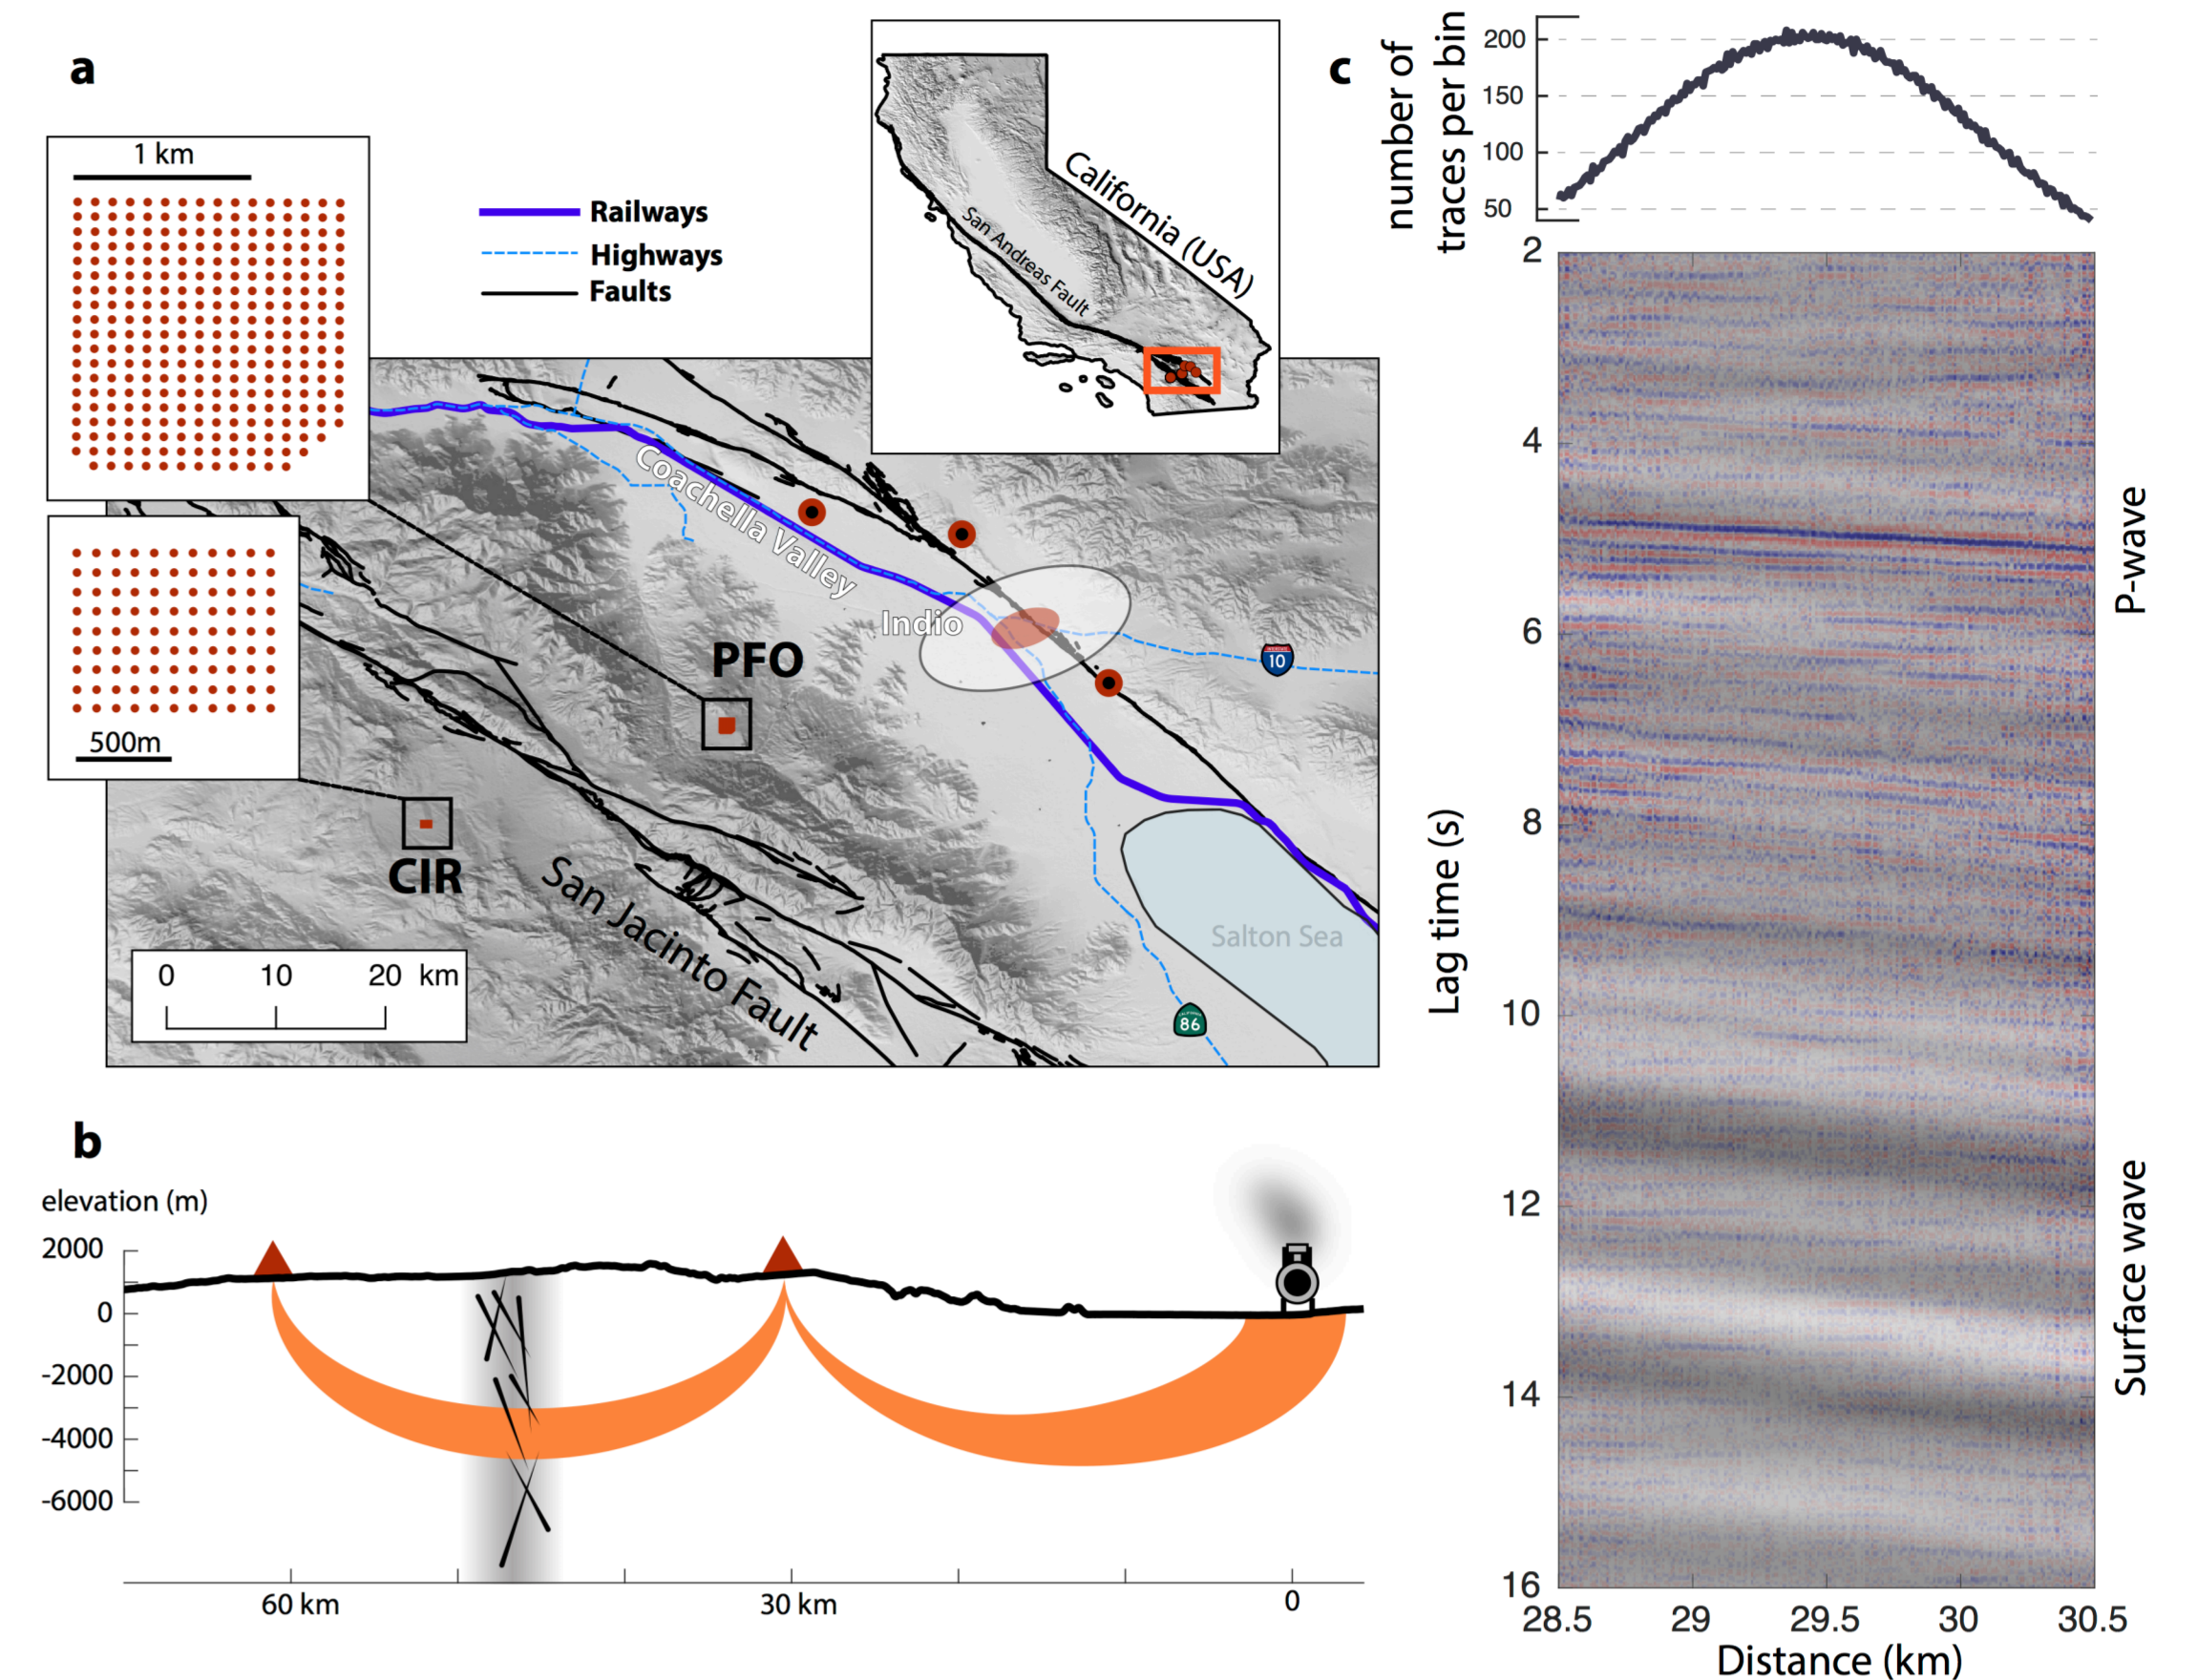 a
1 km
500m
Railways
Highways
Faults
California (USA)
San Andreas Fault
Coachella Valley
Indio
10
PFO
CIR
San Jacinto Fault
Salton Sea
86
0 10 20 km
b
elevation (m)
2000
0
-2000
-4000
-6000
60 km 30 km 0
c
number of
traces per bin
200
150
100
50
Lag time (s)
2
4
6
8
10
12
14
16
P-wave
Surface wave
28.5 29 29.5 30 30.5
Distance (km)